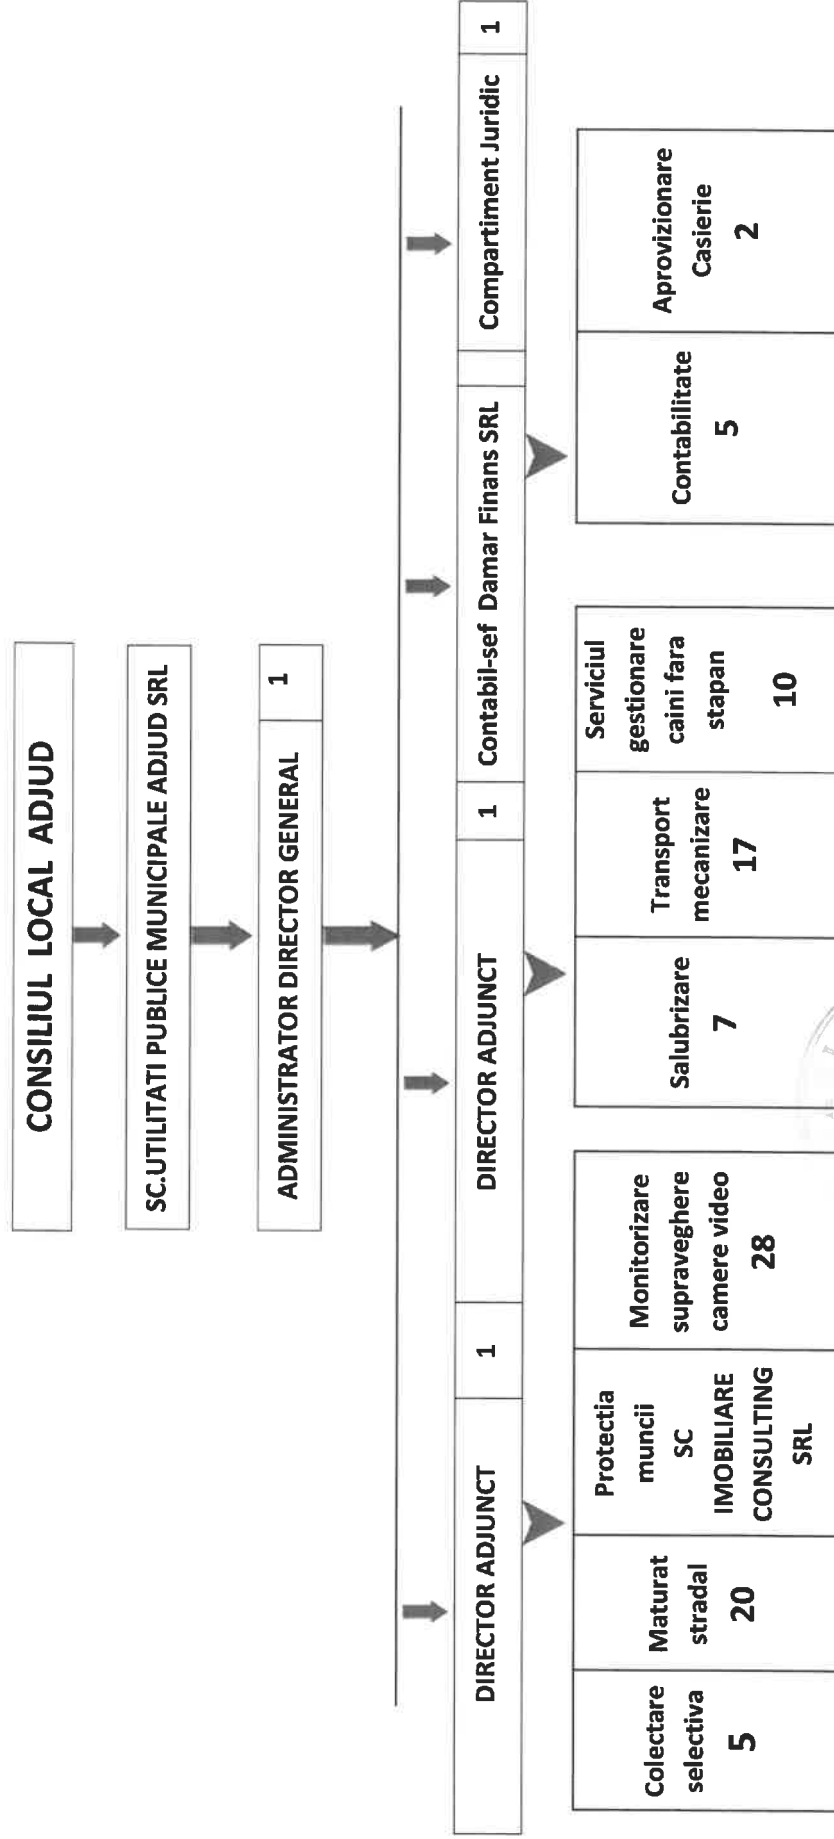 CONSILIUL LOCAL ADJUD
SC.UTILITATI PUBLICE MUNICIPALE ADJUD SRL
ADMINISTRATOR DIRECTOR GENERAL
1
DIRECTOR ADJUNCT
1
DIRECTOR ADJUNCT
1
Contabil-sef Damar Finans SRL
Compartiment Juridic
1
Colectare
selectiva
5
Maturat
stradal
20
Protectia
muncii
SC
IMOBILIARE
CONSULTING
SRL
Monitorizare
supraveghere
camere video
28
Salubrizare
7
Transport
mecanizare
17
Serviciul
gestionare
caini fara
stapan
10
Contabilitate
5
Aprovizionare
Casierie
2